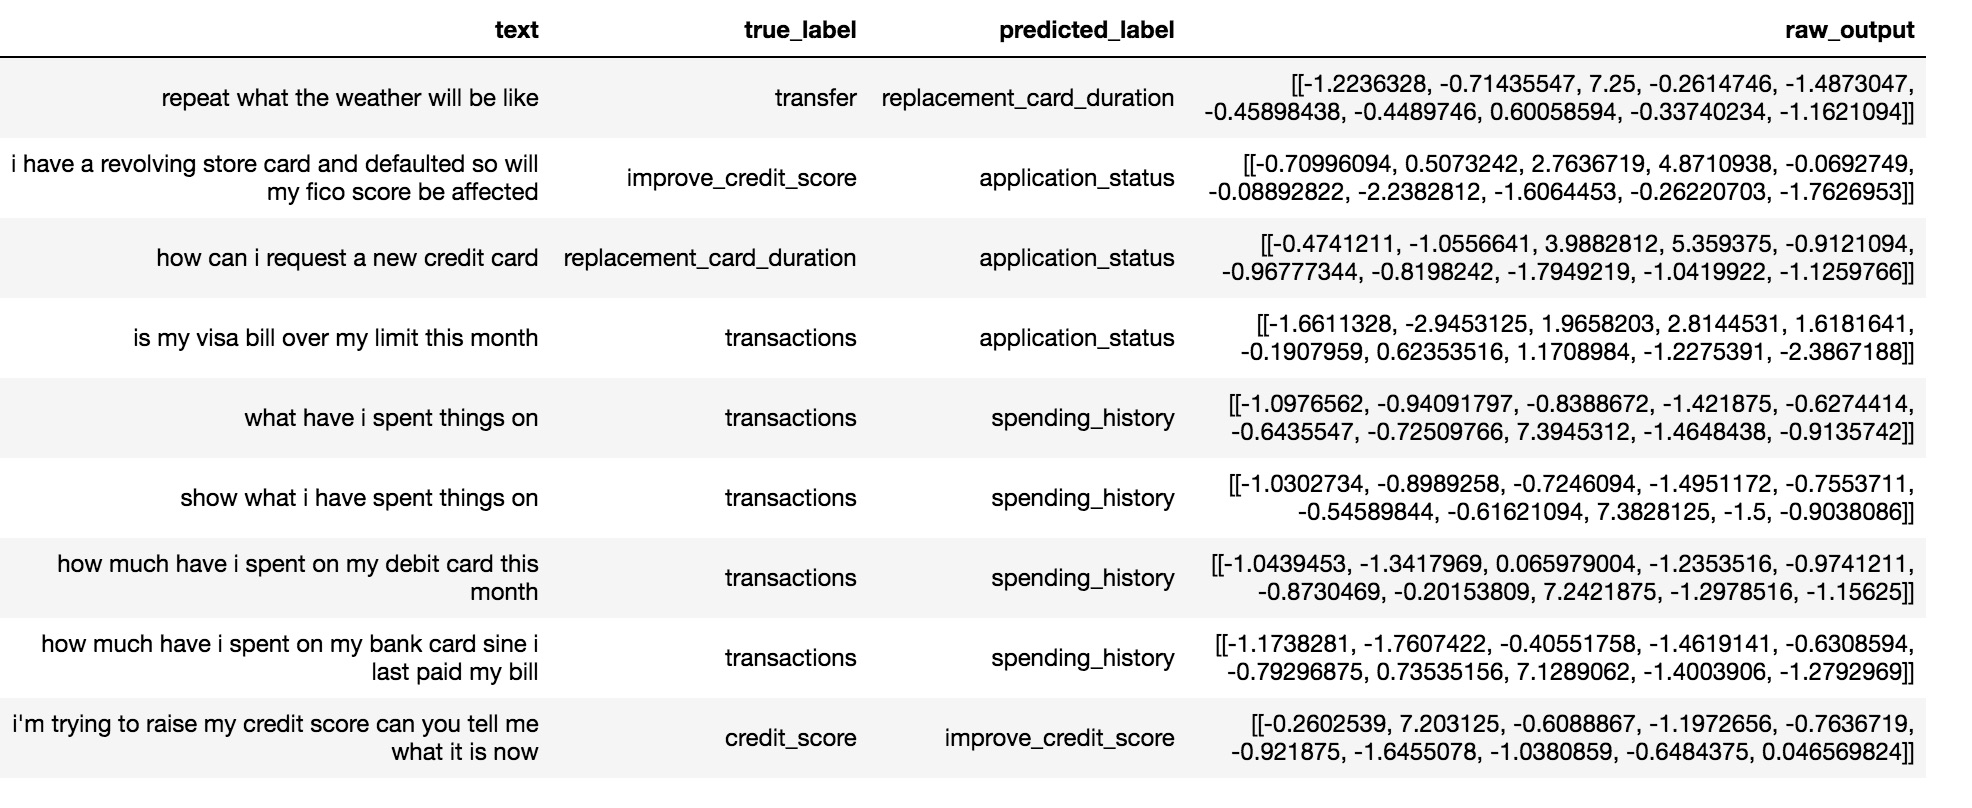 text true_label predicted_label raw_output
repeat what the weather will be like transfer replacement_card_duration [[-1.2236328, -0.71435547, 7.25, -0.2614746, -1.4873047,
-0.45898438, -0.4489746, 0.60058594, -0.33740234, -1.1621094]]
i have a revolving store card and defaulted so will
my fico score be affected improve_credit_score application_status [[-0.70996094, 0.5073242, 2.7636719, 4.8710938, -0.0692749,
-0.08892822, -2.2382812, -1.6064453, -0.26220703, -1.7626953]]
how can i request a new credit card replacement_card_duration application_status [[-0.4741211, -1.0556641, 3.9882812, 5.359375, -0.9121094,
-0.96777344, -0.8198242, -1.7949219, -1.0419922, -1.1259766]]
is my visa bill over my limit this month transactions application_status [[-1.6611328, -2.9453125, 1.9658203, 2.8144531, 1.6181641,
-0.1907959, 0.62353516, 1.1708984, -1.2275391, -2.3867188]]
what have i spent things on transactions spending_history [[-1.0976562, -0.94091797, -0.8388672, -1.421875, -0.6274414,
-0.6435547, -0.72509766, 7.3945312, -1.4648438, -0.9135742]]
show what i have spent things on transactions spending_history [[-1.0302734, -0.8989258, -0.7246094, -1.4951172, -0.7553711,
-0.54589844, -0.61621094, 7.3828125, -1.5, -0.9038086]]
how much have i spent on my debit card this
month transactions spending_history [[-1.0439453, -1.3417969, 0.065979004, -1.2353516, -0.9741211,
-0.8730469, -0.20153809, 7.2421875, -1.2978516, -1.15625]]
how much have i spent on my bank card sine i
last paid my bill transactions spending_history [[-1.1738281, -1.7607422, -0.40551758, -1.4619141, -0.6308594,
-0.79296875, 0.73535156, 7.1289062, -1.4003906, -1.2792969]]
i'm trying to raise my credit score can you tell me
what it is now credit_score improve_credit_score [[-0.2602539, 7.203125, -0.6088867, -1.1972656, -0.7636719,
-0.921875, -1.6455078, -1.0380859, -0.6484375, 0.046569824]]